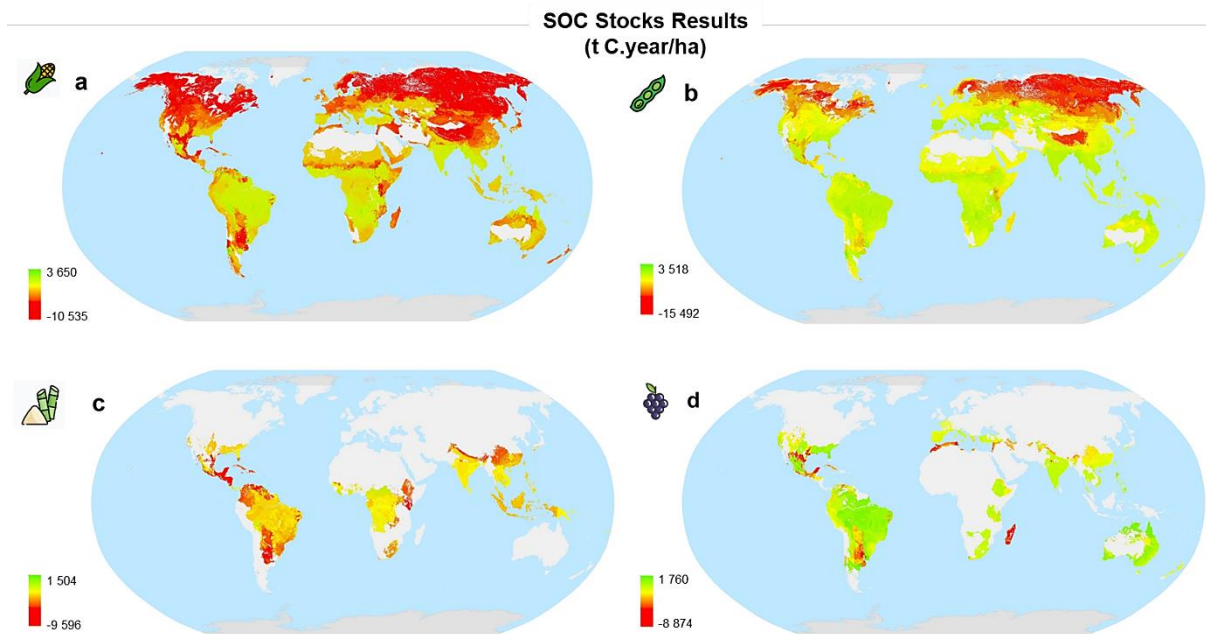 SOC Stocks Results
(t C.year/ha)
a
3 650
-10 535
b
3 518
-15 492
c
1 504
-9 596
d
1 760
-8 874